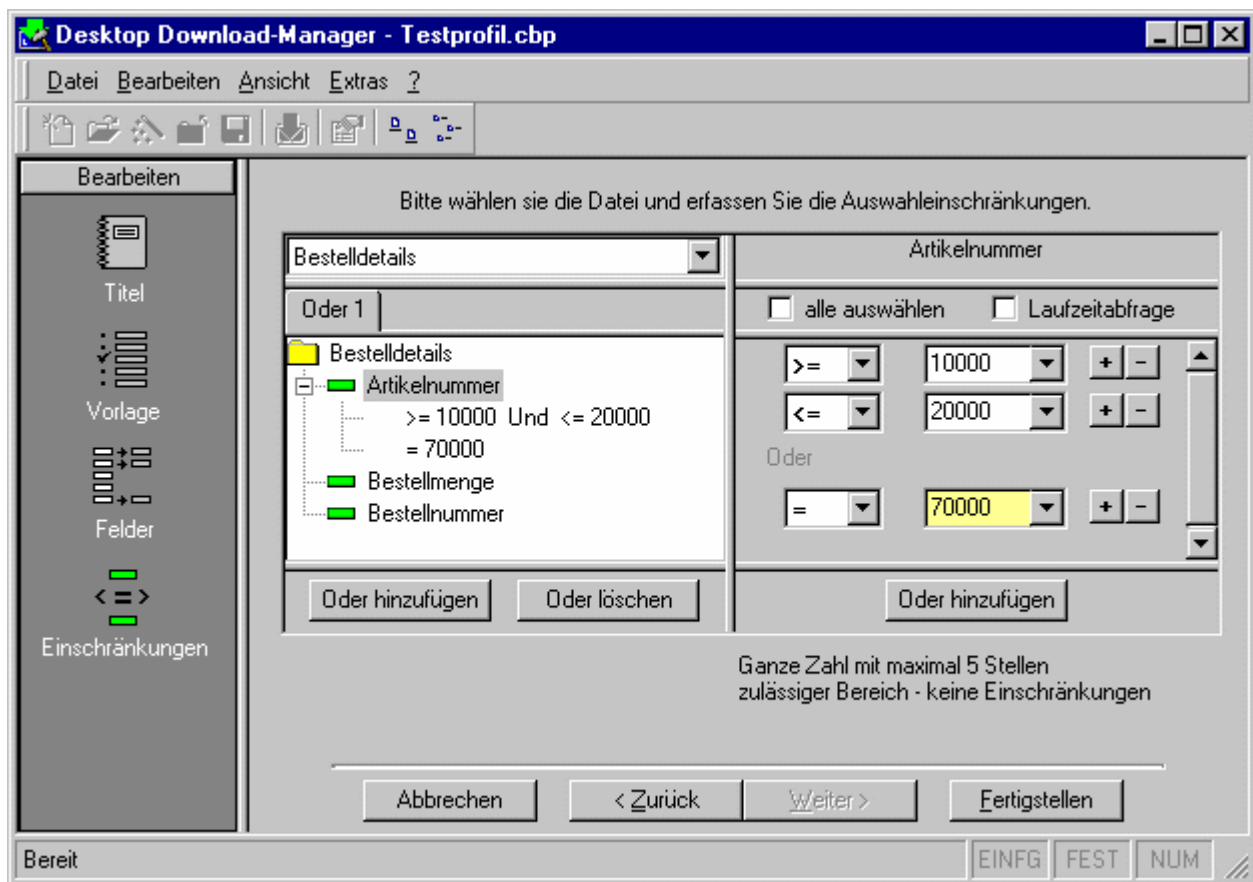 Desktop Download-Manager - Testprofil.cbp
Datei Bearbeiten Ansicht Extras ?
Bearbeiten
Titel
Vorlage
Felder
< = >
Einschränkungen
Bitte wählen sie die Datei und erfassen Sie die Auswahleinschränkungen.
Bestelldetails
Artikelnummer
Oder 1
alle auswählen Laufzeitabfrage
Bestelldetails
Artikelnummer
>= 10000 Und <= 20000
= 70000
Bestellmenge
Bestellnummer
>= 10000 + -
<= 20000 + -
Oder
= 70000 + -
Oder hinzufügen Oder löschen Oder hinzufügen
Ganze Zahl mit maximal 5 Stellen
zulässiger Bereich - keine Einschränkungen
Abbrechen < Zurück Weiter > Fertigstellen
Bereit EINFG FEST NUM